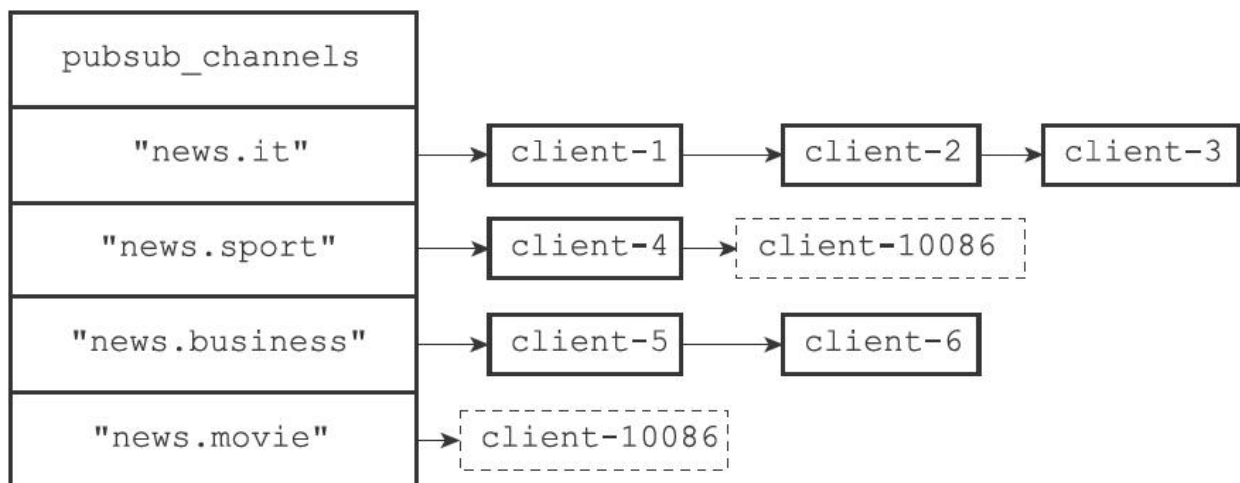 pubsub_channels
"news.it" client-1 client-2 client-3
"news.sport" client-4 client-10086
"news.business" client-5 client-6
"news.movie" client-10086